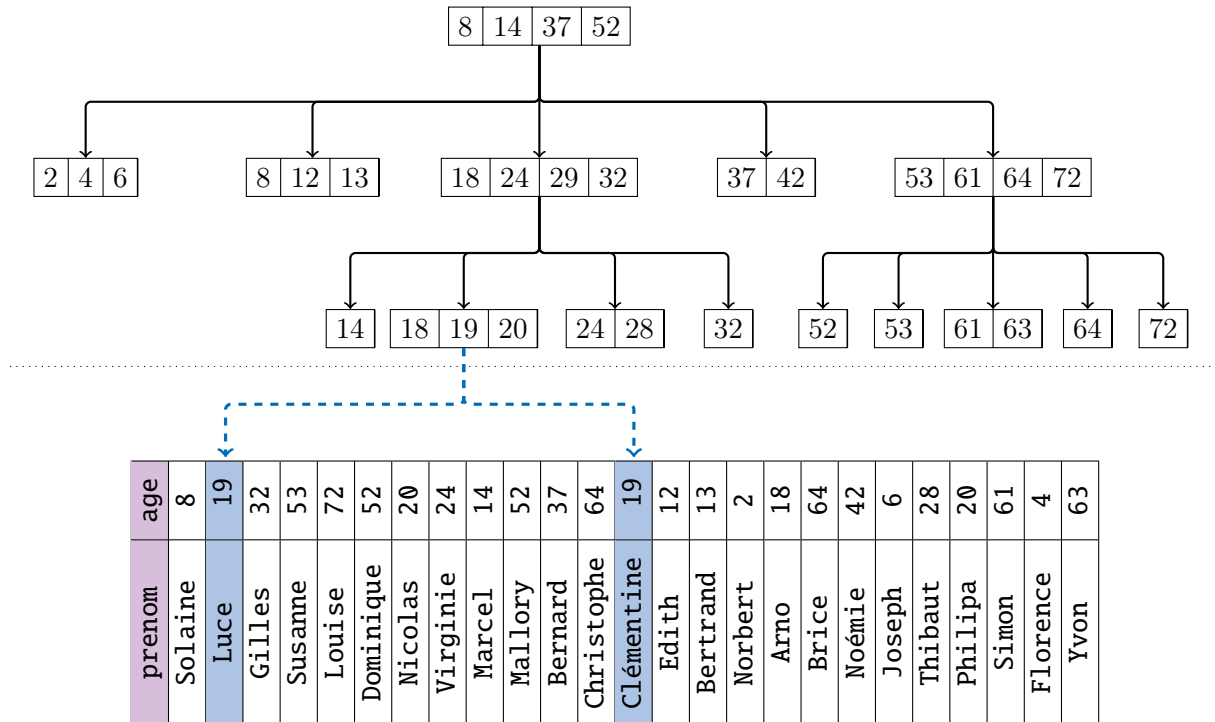 8 14 37 52
2 4 6 8 12 13 18 24 29 32 37 42 53 61 64 72
14 18 19 20 24 28 32 52 53 61 63 64 72
prenom age
Solaine 8
Luce 19
Gilles 32
Susanne 53
Louise 72
Dominique 52
Nicolas 20
Virginie 24
Marcel 14
Mallory 52
Bernard 37
Christophe 64
Clémentine 19
Edith 12
Bertrand 13
Norbert 2
Arno 18
Brice 64
Noémie 42
Joseph 6
Thibaut 28
Philipa 20
Simon 61
Florence 4
Yvon 63